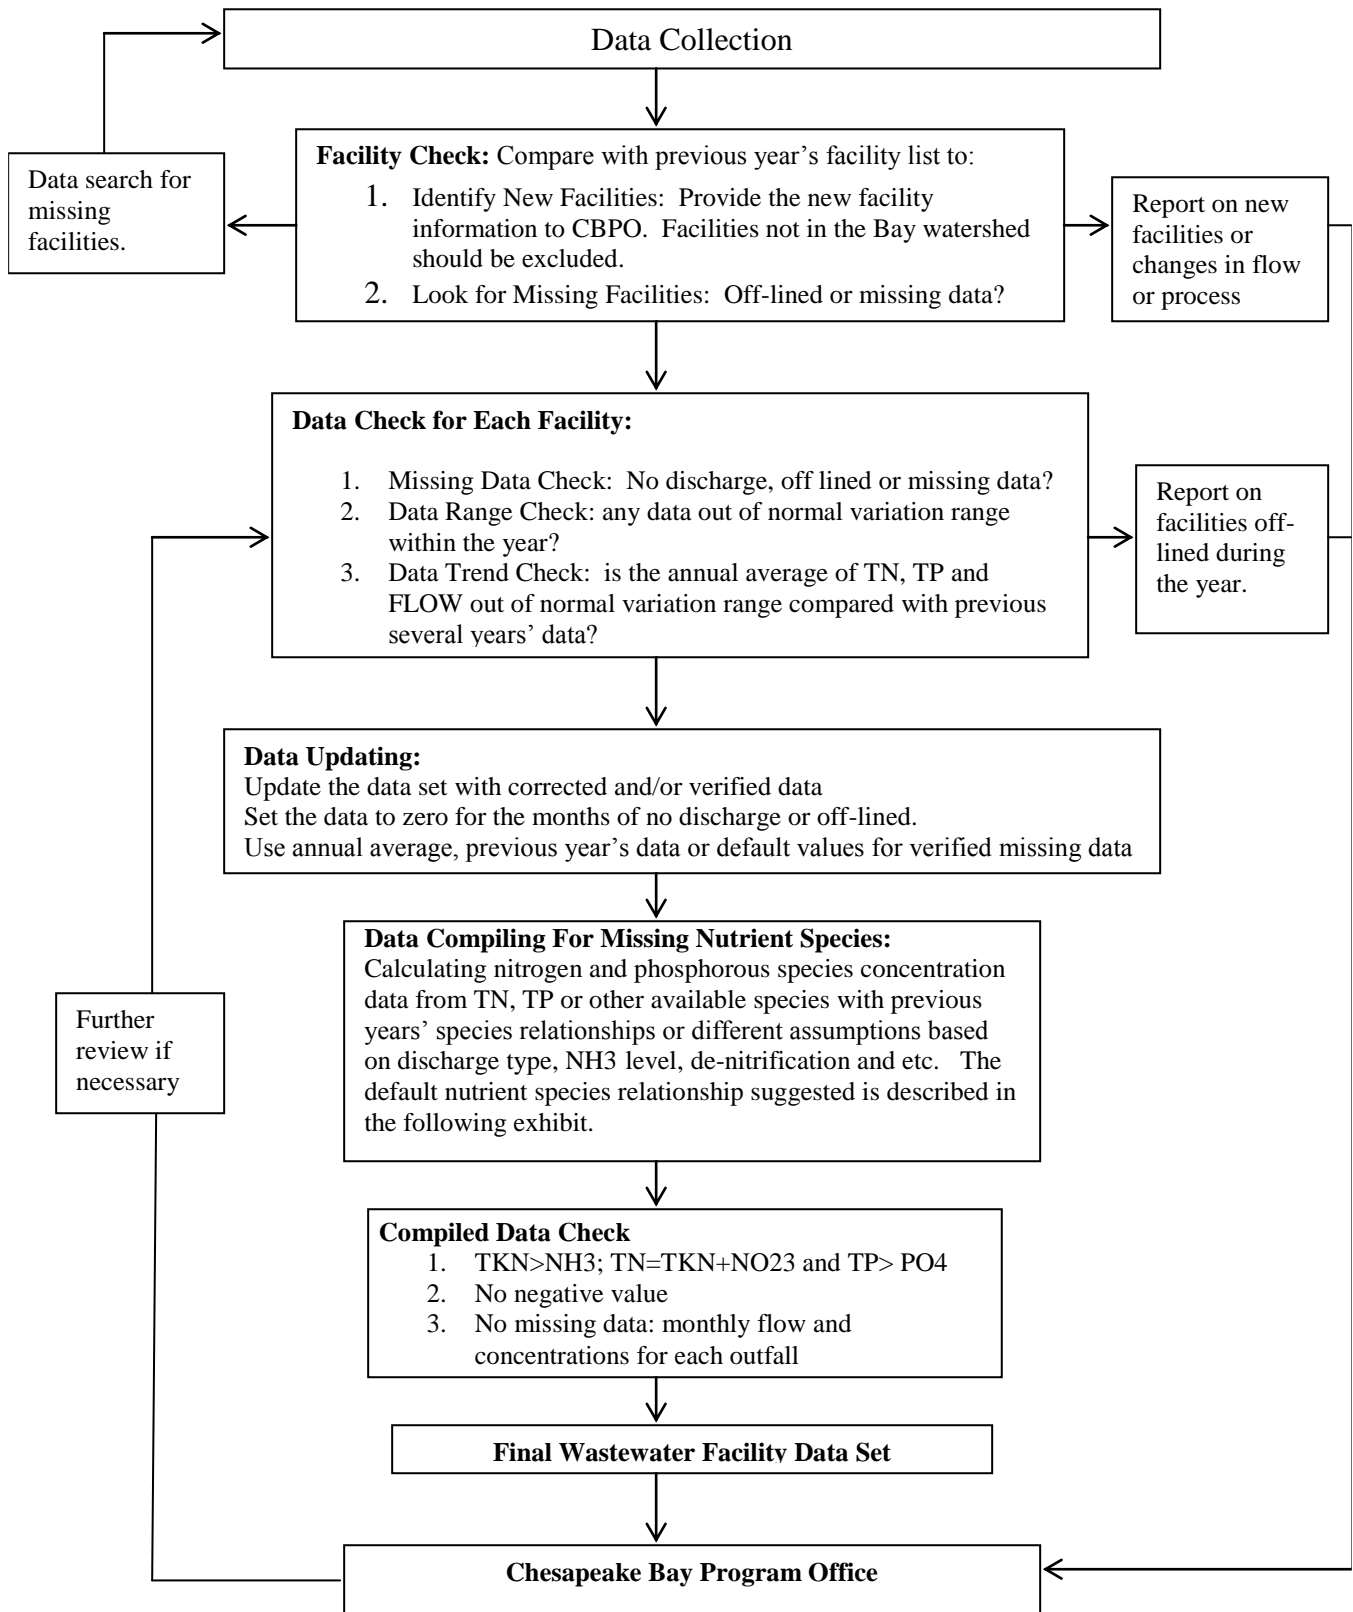 Data Collection
Data search for
missing
facilities.
Facility Check: Compare with previous year’s facility list to:
1. Identify New Facilities: Provide the new facility
information to CBPO. Facilities not in the Bay watershed
should be excluded.
2. Look for Missing Facilities: Off-lined or missing data?
Report on new
facilities or
changes in flow
or process
Data Check for Each Facility:
1. Missing Data Check: No discharge, off lined or missing data?
2. Data Range Check: any data out of normal variation range
within the year?
3. Data Trend Check: is the annual average of TN, TP and
FLOW out of normal variation range compared with previous
several years’ data?
Report on
facilities off-
lined during
the year.
Data Updating:
Update the data set with corrected and/or verified data
Set the data to zero for the months of no discharge or off-lined.
Use annual average, previous year’s data or default values for verified missing data
Data Compiling For Missing Nutrient Species:
Calculating nitrogen and phosphorous species concentration
data from TN, TP or other available species with previous
years’ species relationships or different assumptions based
on discharge type, NH3 level, de-nitrification and etc. The
default nutrient species relationship suggested is described in
the following exhibit.
Further
review if
necessary
Compiled Data Check
1. TKN>NH3; TN=TKN+NO23 and TP> PO4
2. No negative value
3. No missing data: monthly flow and
concentrations for each outfall
Final Wastewater Facility Data Set
Chesapeake Bay Program Office